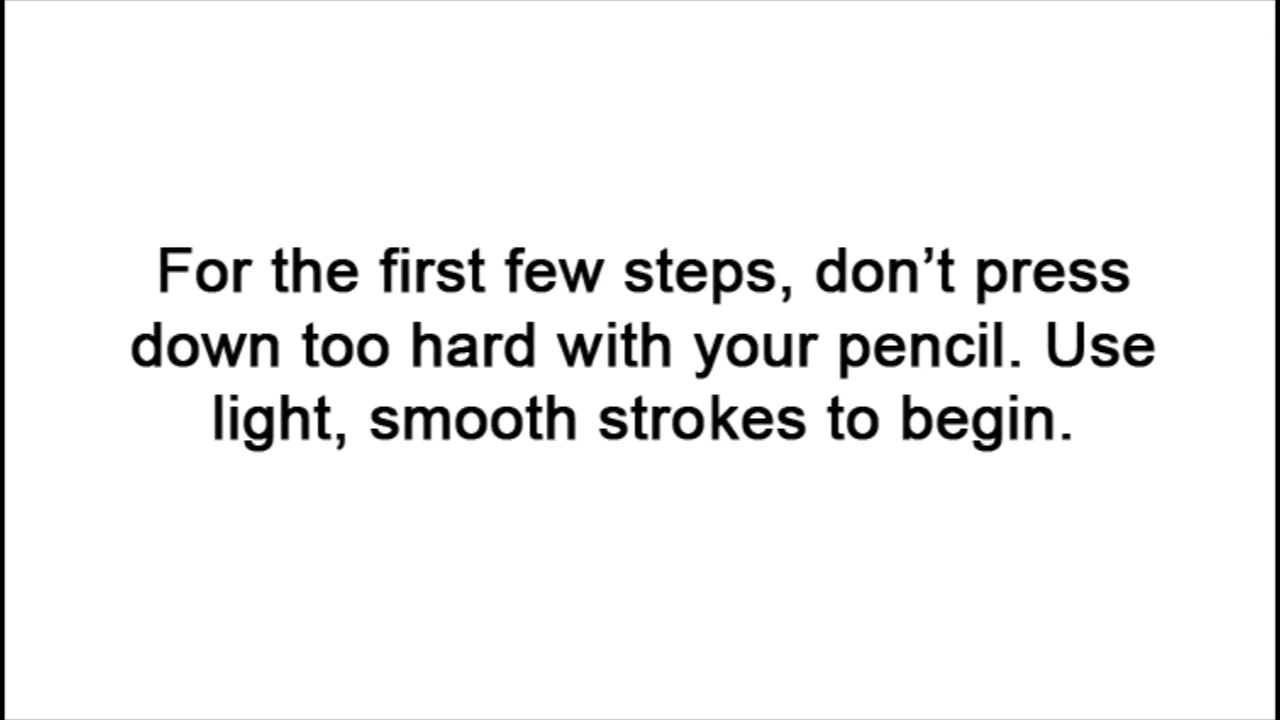 For the first few steps, don’t press
down too hard with your pencil. Use
light, smooth strokes to begin.